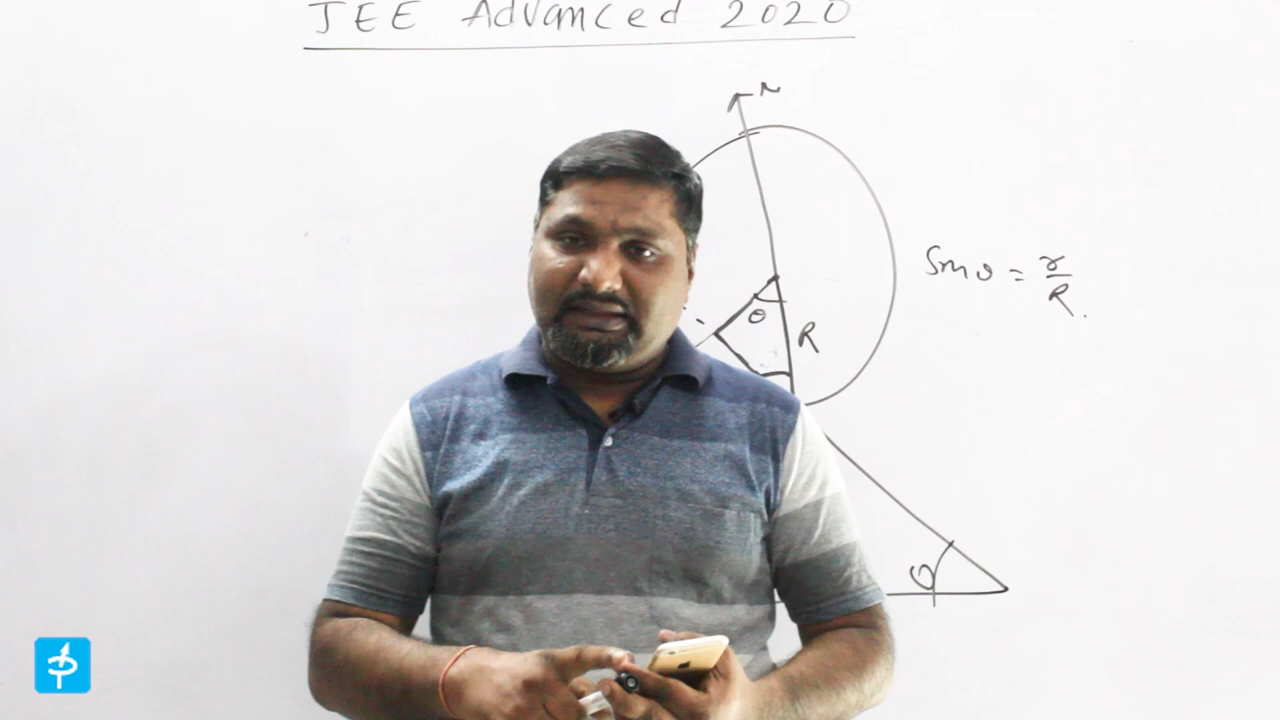 JEE Advanced 2020
N
θ
R
Sinθ = r/R.
θ